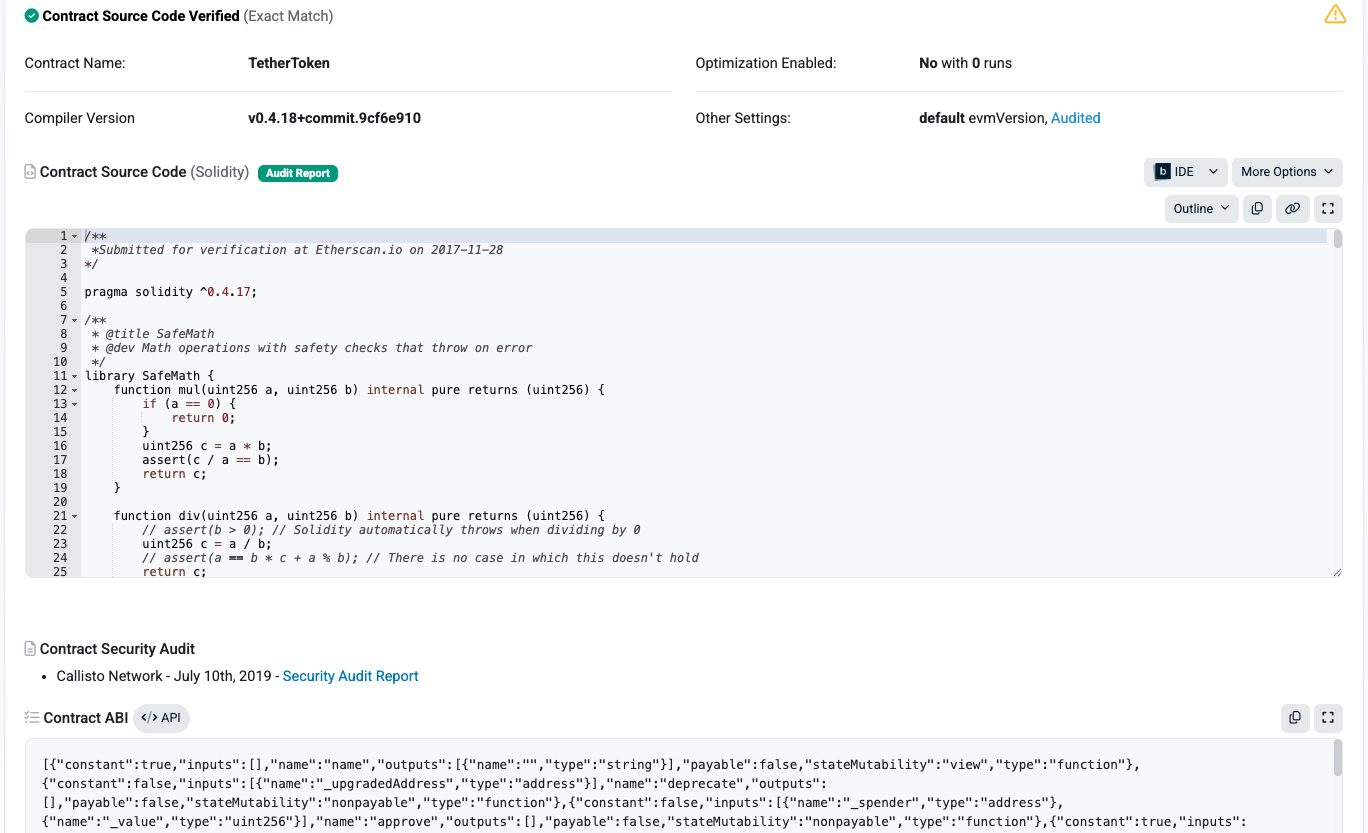 Contract Source Code Verified (Exact Match)
Contract Name: TetherToken Optimization Enabled: No with 0 runs
Compiler Version v0.4.18+commit.9cf6e910 Other Settings: default evmVersion, Audited
Contract Source Code (Solidity) Audit Report b IDE More Options
Outline
1 /**
2  *Submitted for verification at Etherscan.io on 2017-11-28
3 */
4
5 pragma solidity ^0.4.17;
6
7 /**
8  * @title SafeMath
9  * @dev Math operations with safety checks that throw on error
10  */
11 library SafeMath {
12     function mul(uint256 a, uint256 b) internal pure returns (uint256) {
13         if (a == 0) {
14             return 0;
15         }
16         uint256 c = a * b;
17         assert(c / a == b);
18         return c;
19     }
20
21     function div(uint256 a, uint256 b) internal pure returns (uint256) {
22         // assert(b > 0); // Solidity automatically throws when dividing by 0
23         uint256 c = a / b;
24         // assert(a == b * c + a % b); // There is no case in which this doesn't hold
25         return c;
Contract Security Audit
• Callisto Network - July 10th, 2019 - Security Audit Report
Contract ABI </> API
[{"constant":true,"inputs":[],"name":"name","outputs":[{"name":"","type":"string"}],"payable":false,"stateMutability":"view","type":"function"},
{"constant":false,"inputs":[{"name":"_upgradedAddress","type":"address"}],"name":"deprecate","outputs":
[],"payable":false,"stateMutability":"nonpayable","type":"function"},{"constant":false,"inputs":[{"name":"_spender","type":"address"},
{"name":"_value","type":"uint256"}],"name":"approve","outputs":[],"payable":false,"stateMutability":"nonpayable","type":"function"},{"constant":true,"inputs":